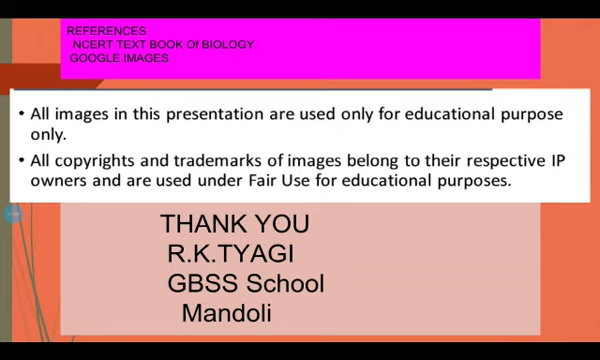 REFERENCES
NCERT TEXT BOOK Of BIOLOGY.
GOOGLE IMAGES
• All images in this presentation are used only for educational purpose
only.
• All copyrights and trademarks of images belong to their respective IP
owners and are used under Fair Use for educational purposes.
THANK YOU
R.K.TYAGI
GBSS School
Mandoli